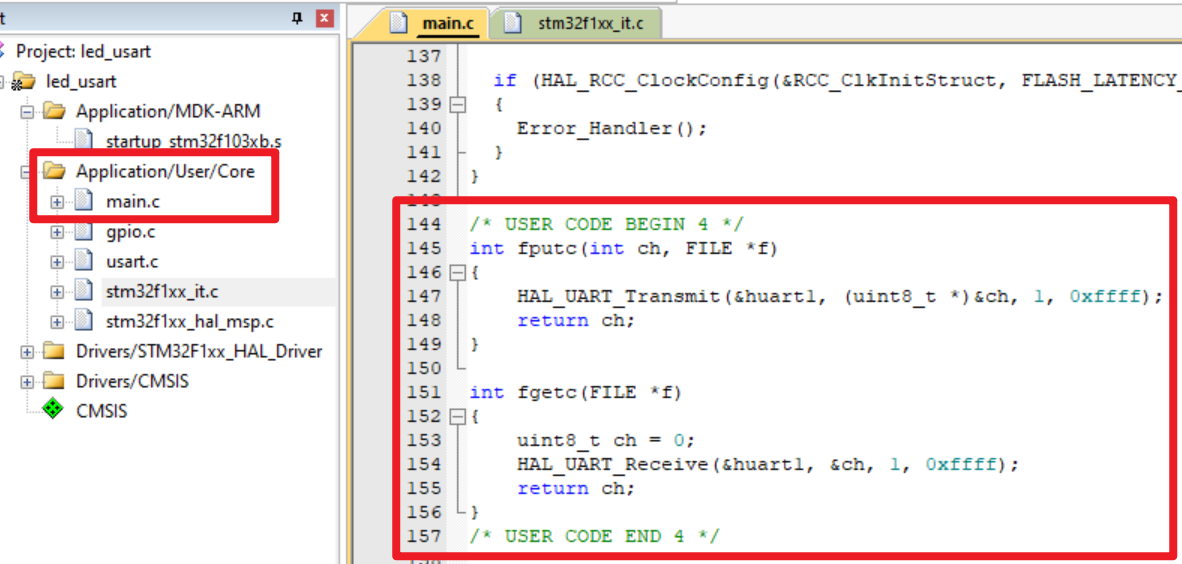 t
Project: led_usart
led_usart
Application/MDK-ARM
startup_stm32f103xb.s
Application/User/Core
main.c
gpio.c
usart.c
stm32f1xx_it.c
stm32f1xx_hal_msp.c
Drivers/STM32F1xx_HAL_Driver
Drivers/CMSIS
CMSIS
main.c
stm32f1xx_it.c
137
138 if (HAL_RCC_ClockConfig(&RCC_ClkInitStruct, FLASH_LATENCY_
139 {
140 Error_Handler();
141 }
142 }
143
144 /* USER CODE BEGIN 4 */
145 int fputc(int ch, FILE *f)
146 {
147 HAL_UART_Transmit(&huart1, (uint8_t *)&ch, 1, 0xffff);
148 return ch;
149 }
150
151 int fgetc(FILE *f)
152 {
153 uint8_t ch = 0;
154 HAL_UART_Receive(&huart1, &ch, 1, 0xffff);
155 return ch;
156 }
157 /* USER CODE END 4 */